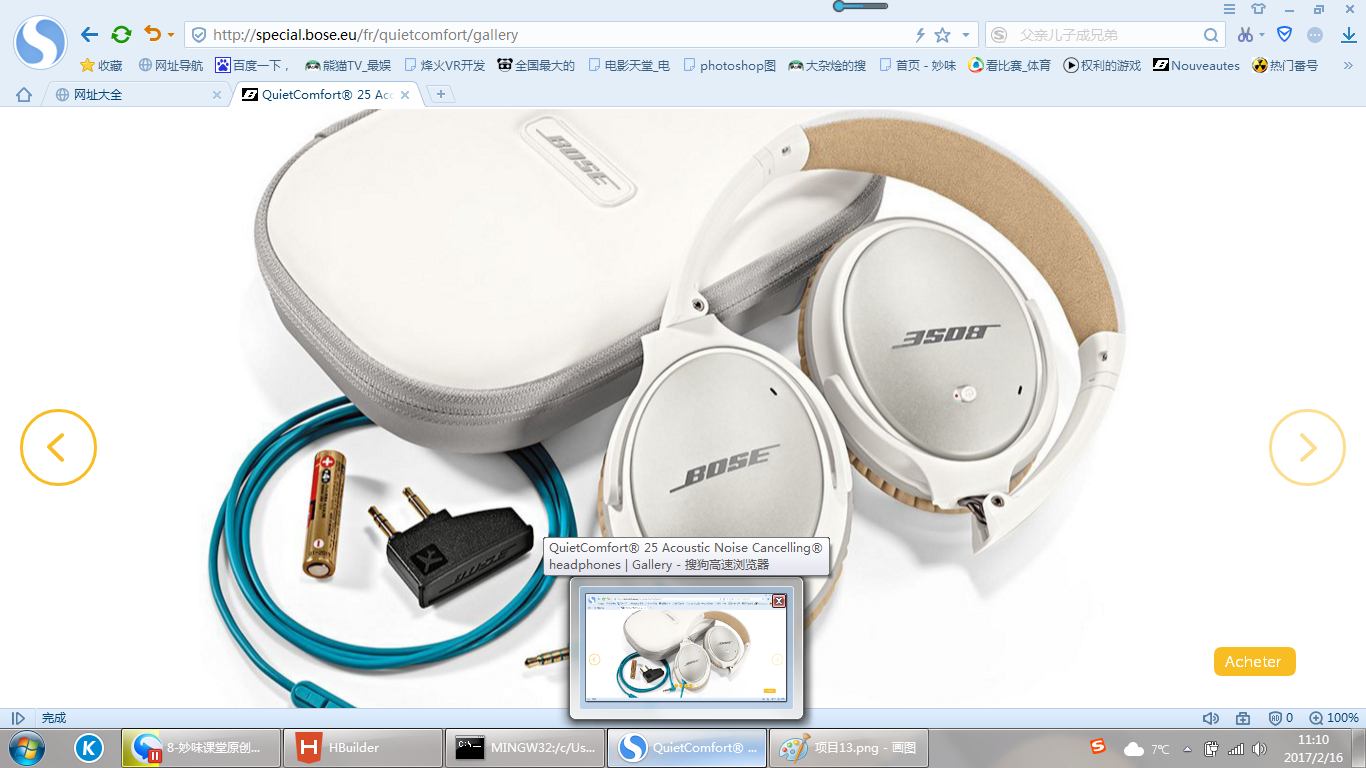 http://special.bose.eu/fr/quietcomfort/gallery
父亲儿子成兄弟
收藏
网址导航
百度一下，
熊猫TV_最娱
烽火VR开发
全国最大的
电影天堂_电
photoshop图
大杂烩的搜
首页 - 妙味
看比赛_体育
权利的游戏
Nouveautes
热门番号
»
网址大全
QuietComfort® 25 Acc
BOSE
BOSE
BOSE
BOSE
QuietComfort® 25 Acoustic Noise Cancelling®
headphones | Gallery - 搜狗高速浏览器
Acheter
完成
0
100%
8-妙味课堂原创...
HBuilder
MINGW32:/c/Us...
QuietComfort® ...
项目13.png - 画图
7℃
11:10
2017/2/16